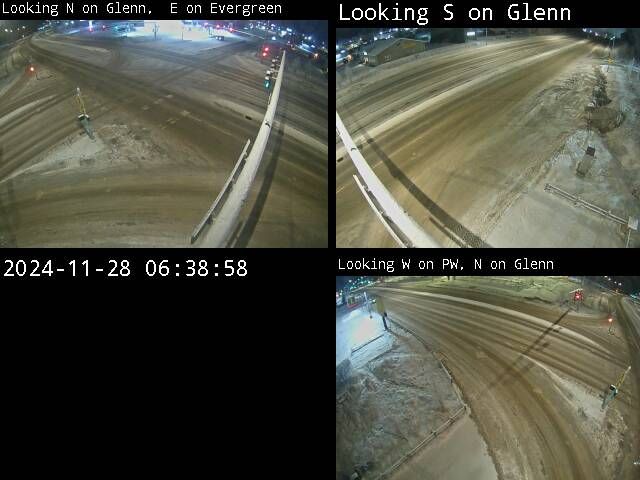 Looking N on Glenn,  E on Evergreen
Looking S on Glenn
2024-11-28 06:38:58
Looking W on PW, N on Glenn